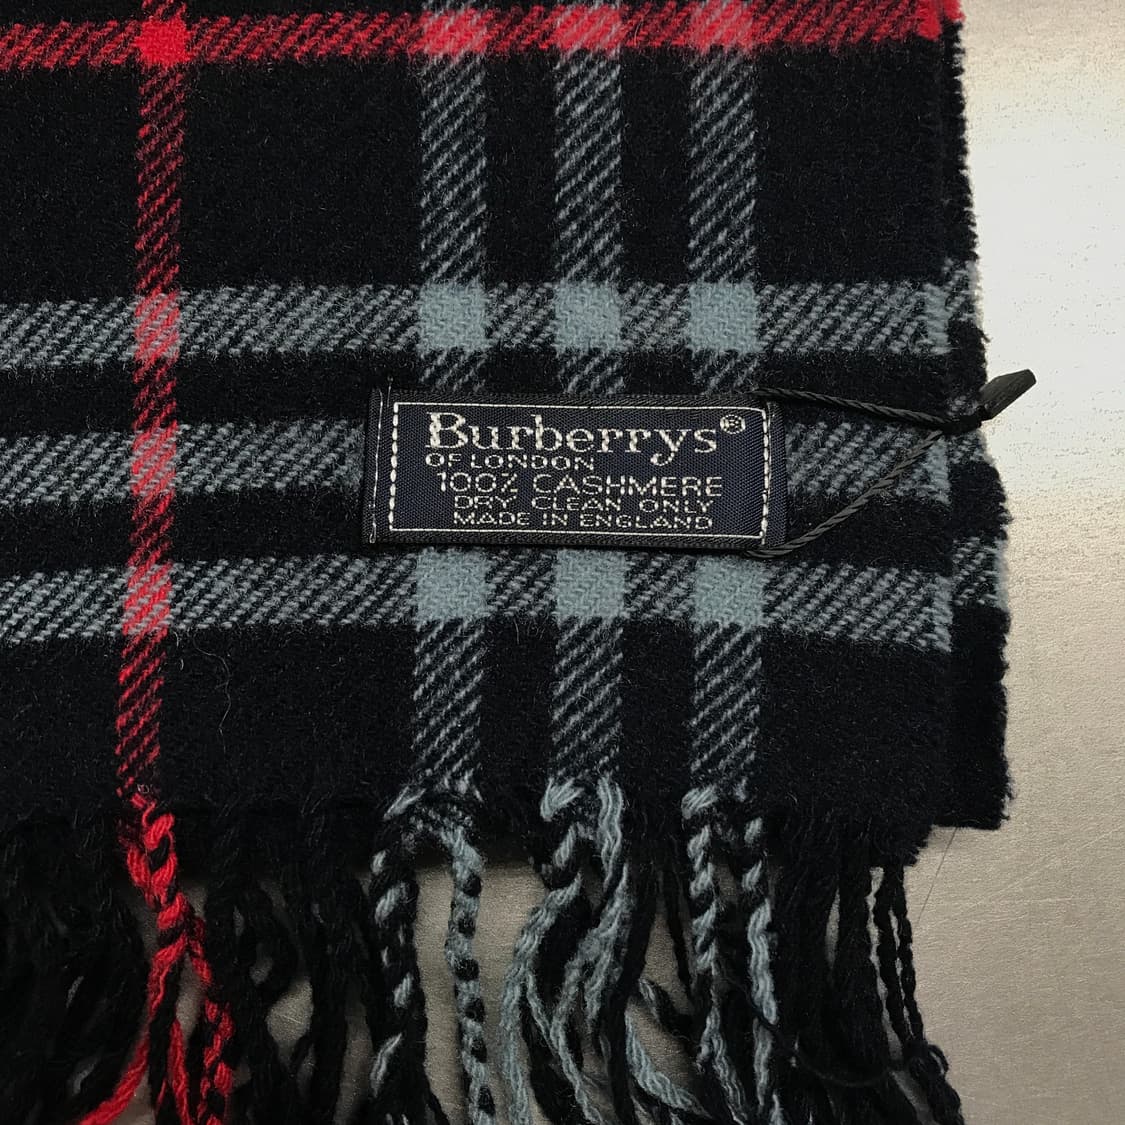 Burberrys®
OF LONDON
100% CASHMERE
DRY CLEAN ONLY
MADE IN ENGLAND